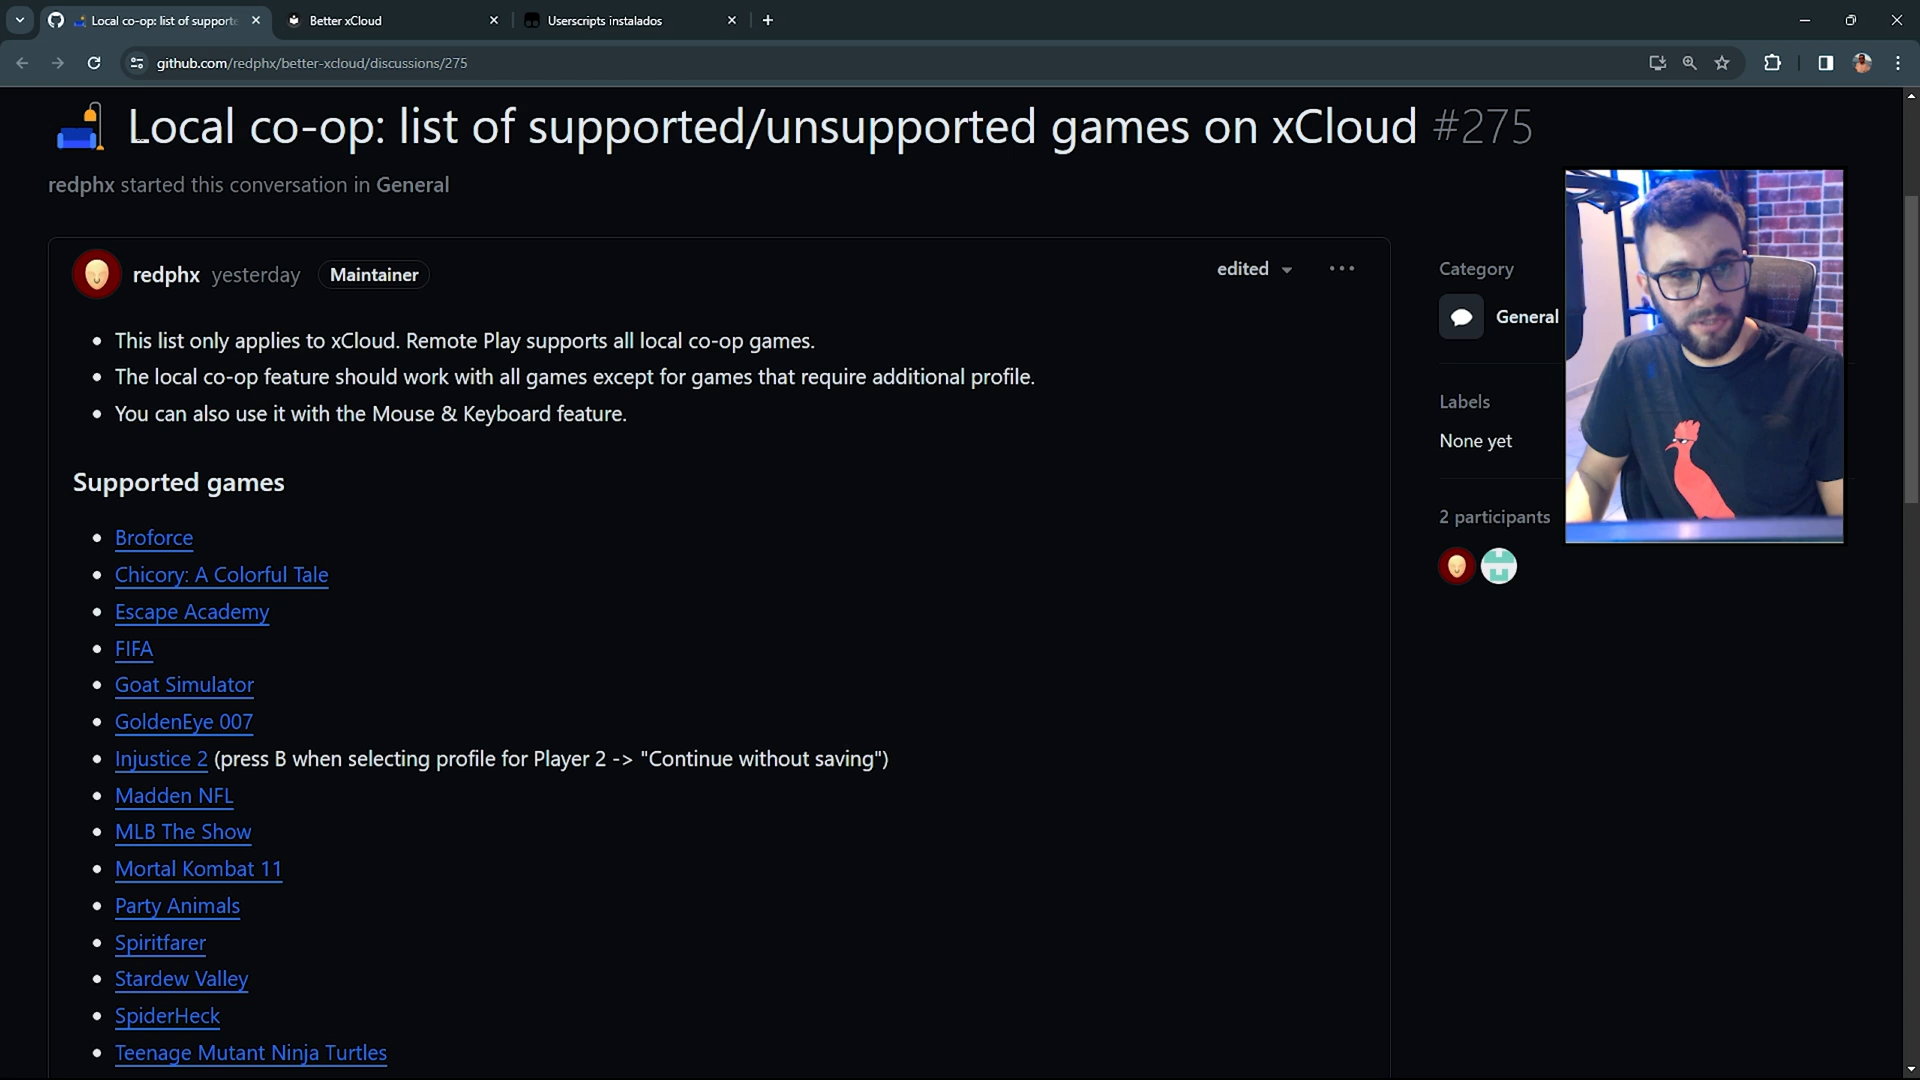 Local co-op: list of supporte
Better xCloud
Userscripts instalados
github.com/redphx/better-xcloud/discussions/275
Local co-op: list of supported/unsupported games on xCloud #275
redphx started this conversation in General
redphx yesterday Maintainer
edited
This list only applies to xCloud. Remote Play supports all local co-op games.
The local co-op feature should work with all games except for games that require additional profile.
You can also use it with the Mouse & Keyboard feature.
Supported games
Broforce
Chicory: A Colorful Tale
Escape Academy
FIFA
Goat Simulator
GoldenEye 007
Injustice 2 (press B when selecting profile for Player 2 -> "Continue without saving")
Madden NFL
MLB The Show
Mortal Kombat 11
Party Animals
Spiritfarer
Stardew Valley
SpiderHeck
Teenage Mutant Ninja Turtles
Category
General
Labels
None yet
2 participants